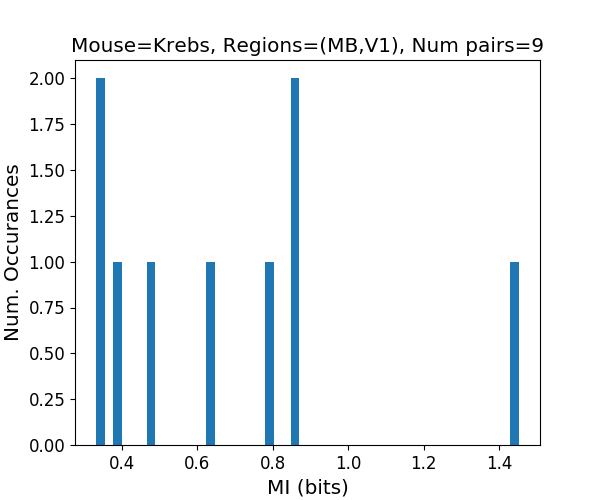 Mouse=Krebs, Regions=(MB,V1), Num pairs=9
2.00
1.75
1.50
1.25
1.00
0.75
0.50
0.25
0.00
Num. Occurances
0.4 0.6 0.8 1.0 1.2 1.4
MI (bits)